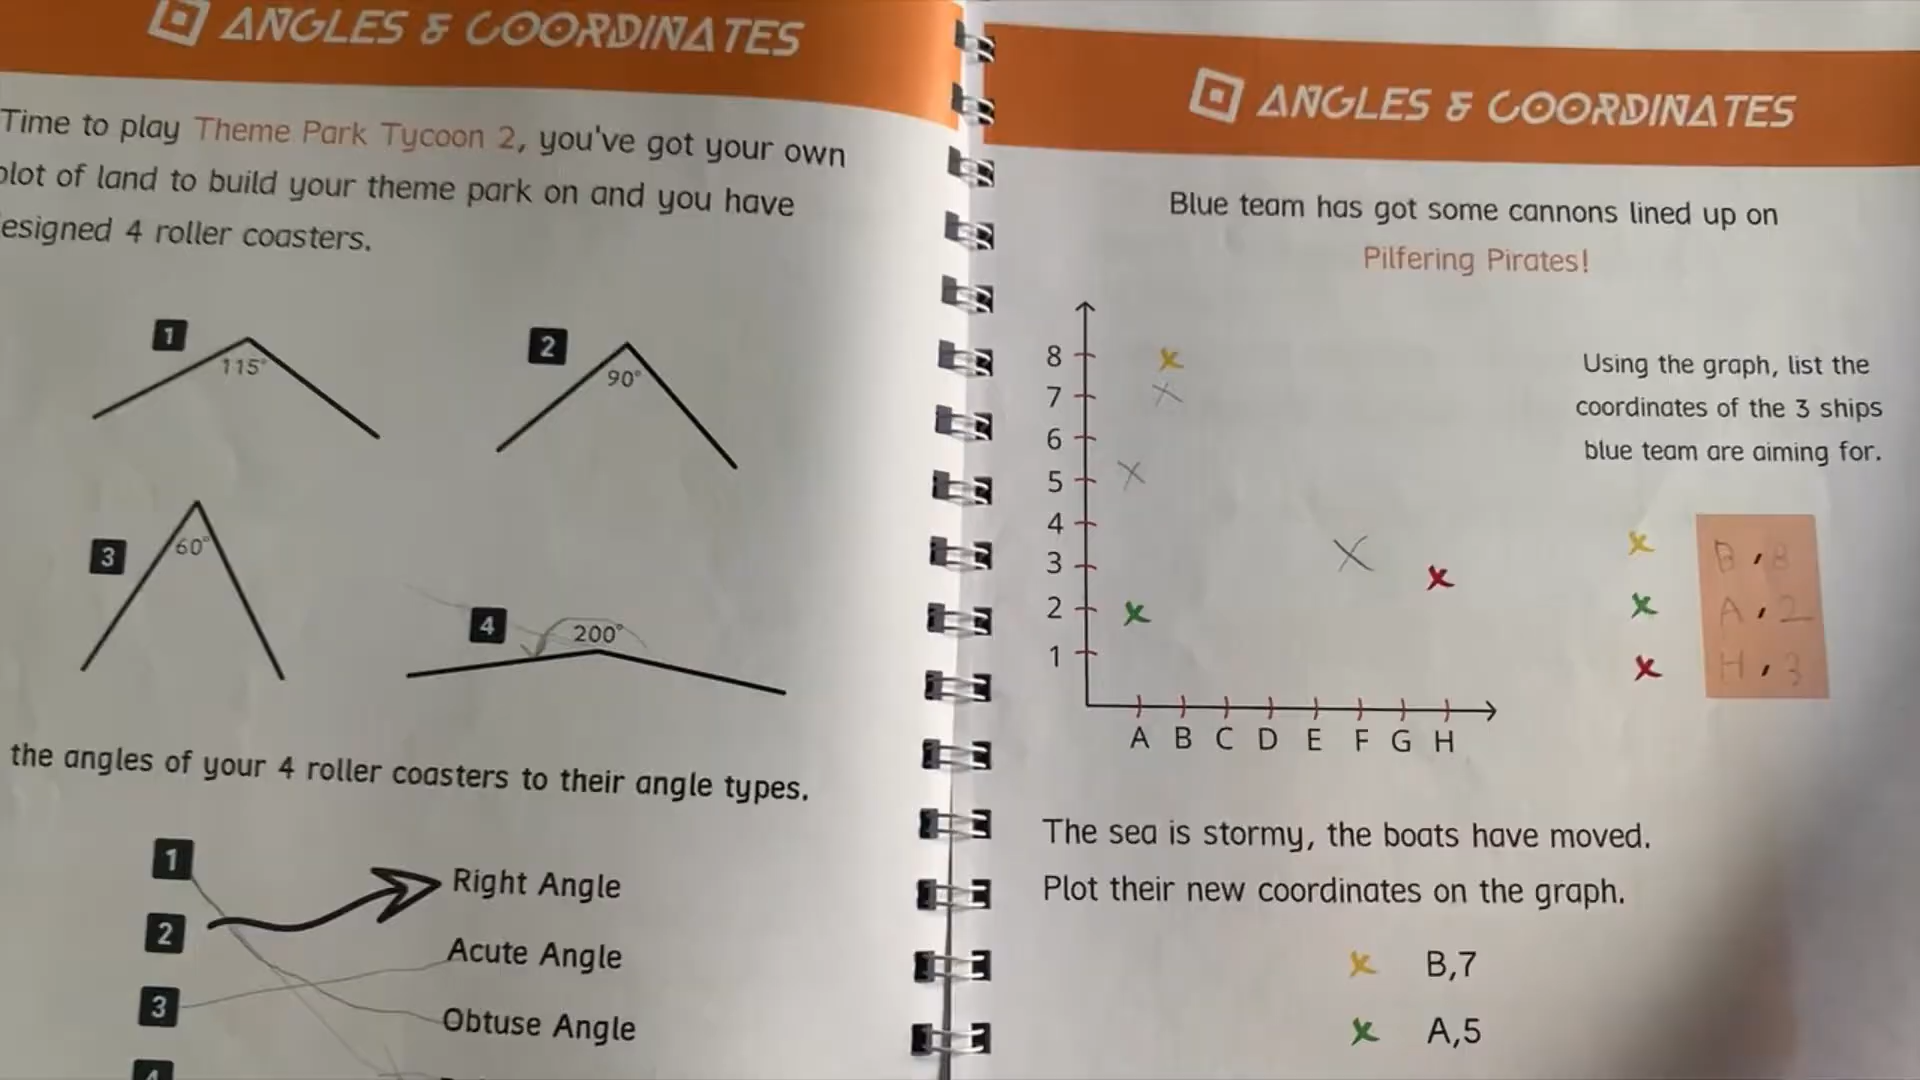 ANGLES & COORDINATES
Time to play Theme Park Tycoon 2, you've got your own
plot of land to build your theme park on and you have
esigned 4 roller coasters.
1
115°
2
90°
3
60°
4
200°
the angles of your 4 roller coasters to their angle types.
1
2
3
4
Right Angle
Acute Angle
Obtuse Angle
ANGLES & COORDINATES
Blue team has got some cannons lined up on
Pilfering Pirates!
8
7
6
5
4
3
2
1
A B C D E F G H
Using the graph, list the
coordinates of the 3 ships
blue team are aiming for.
B , 8
A , 2
H , 3
The sea is stormy, the boats have moved.
Plot their new coordinates on the graph.
B,7
A,5